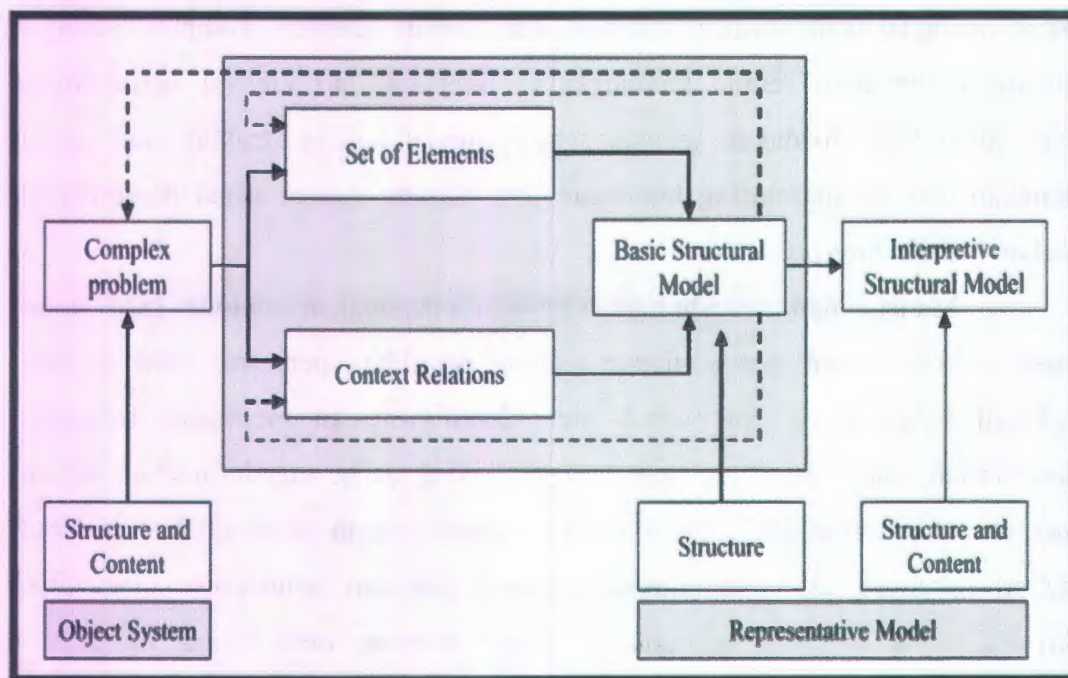 Set of Elements
Complex
problem
Basic Structural
Model
Interpretive
Structural Model
Context Relations
Structure and
Content
Structure
Structure and
Content
Object System
Representative Model